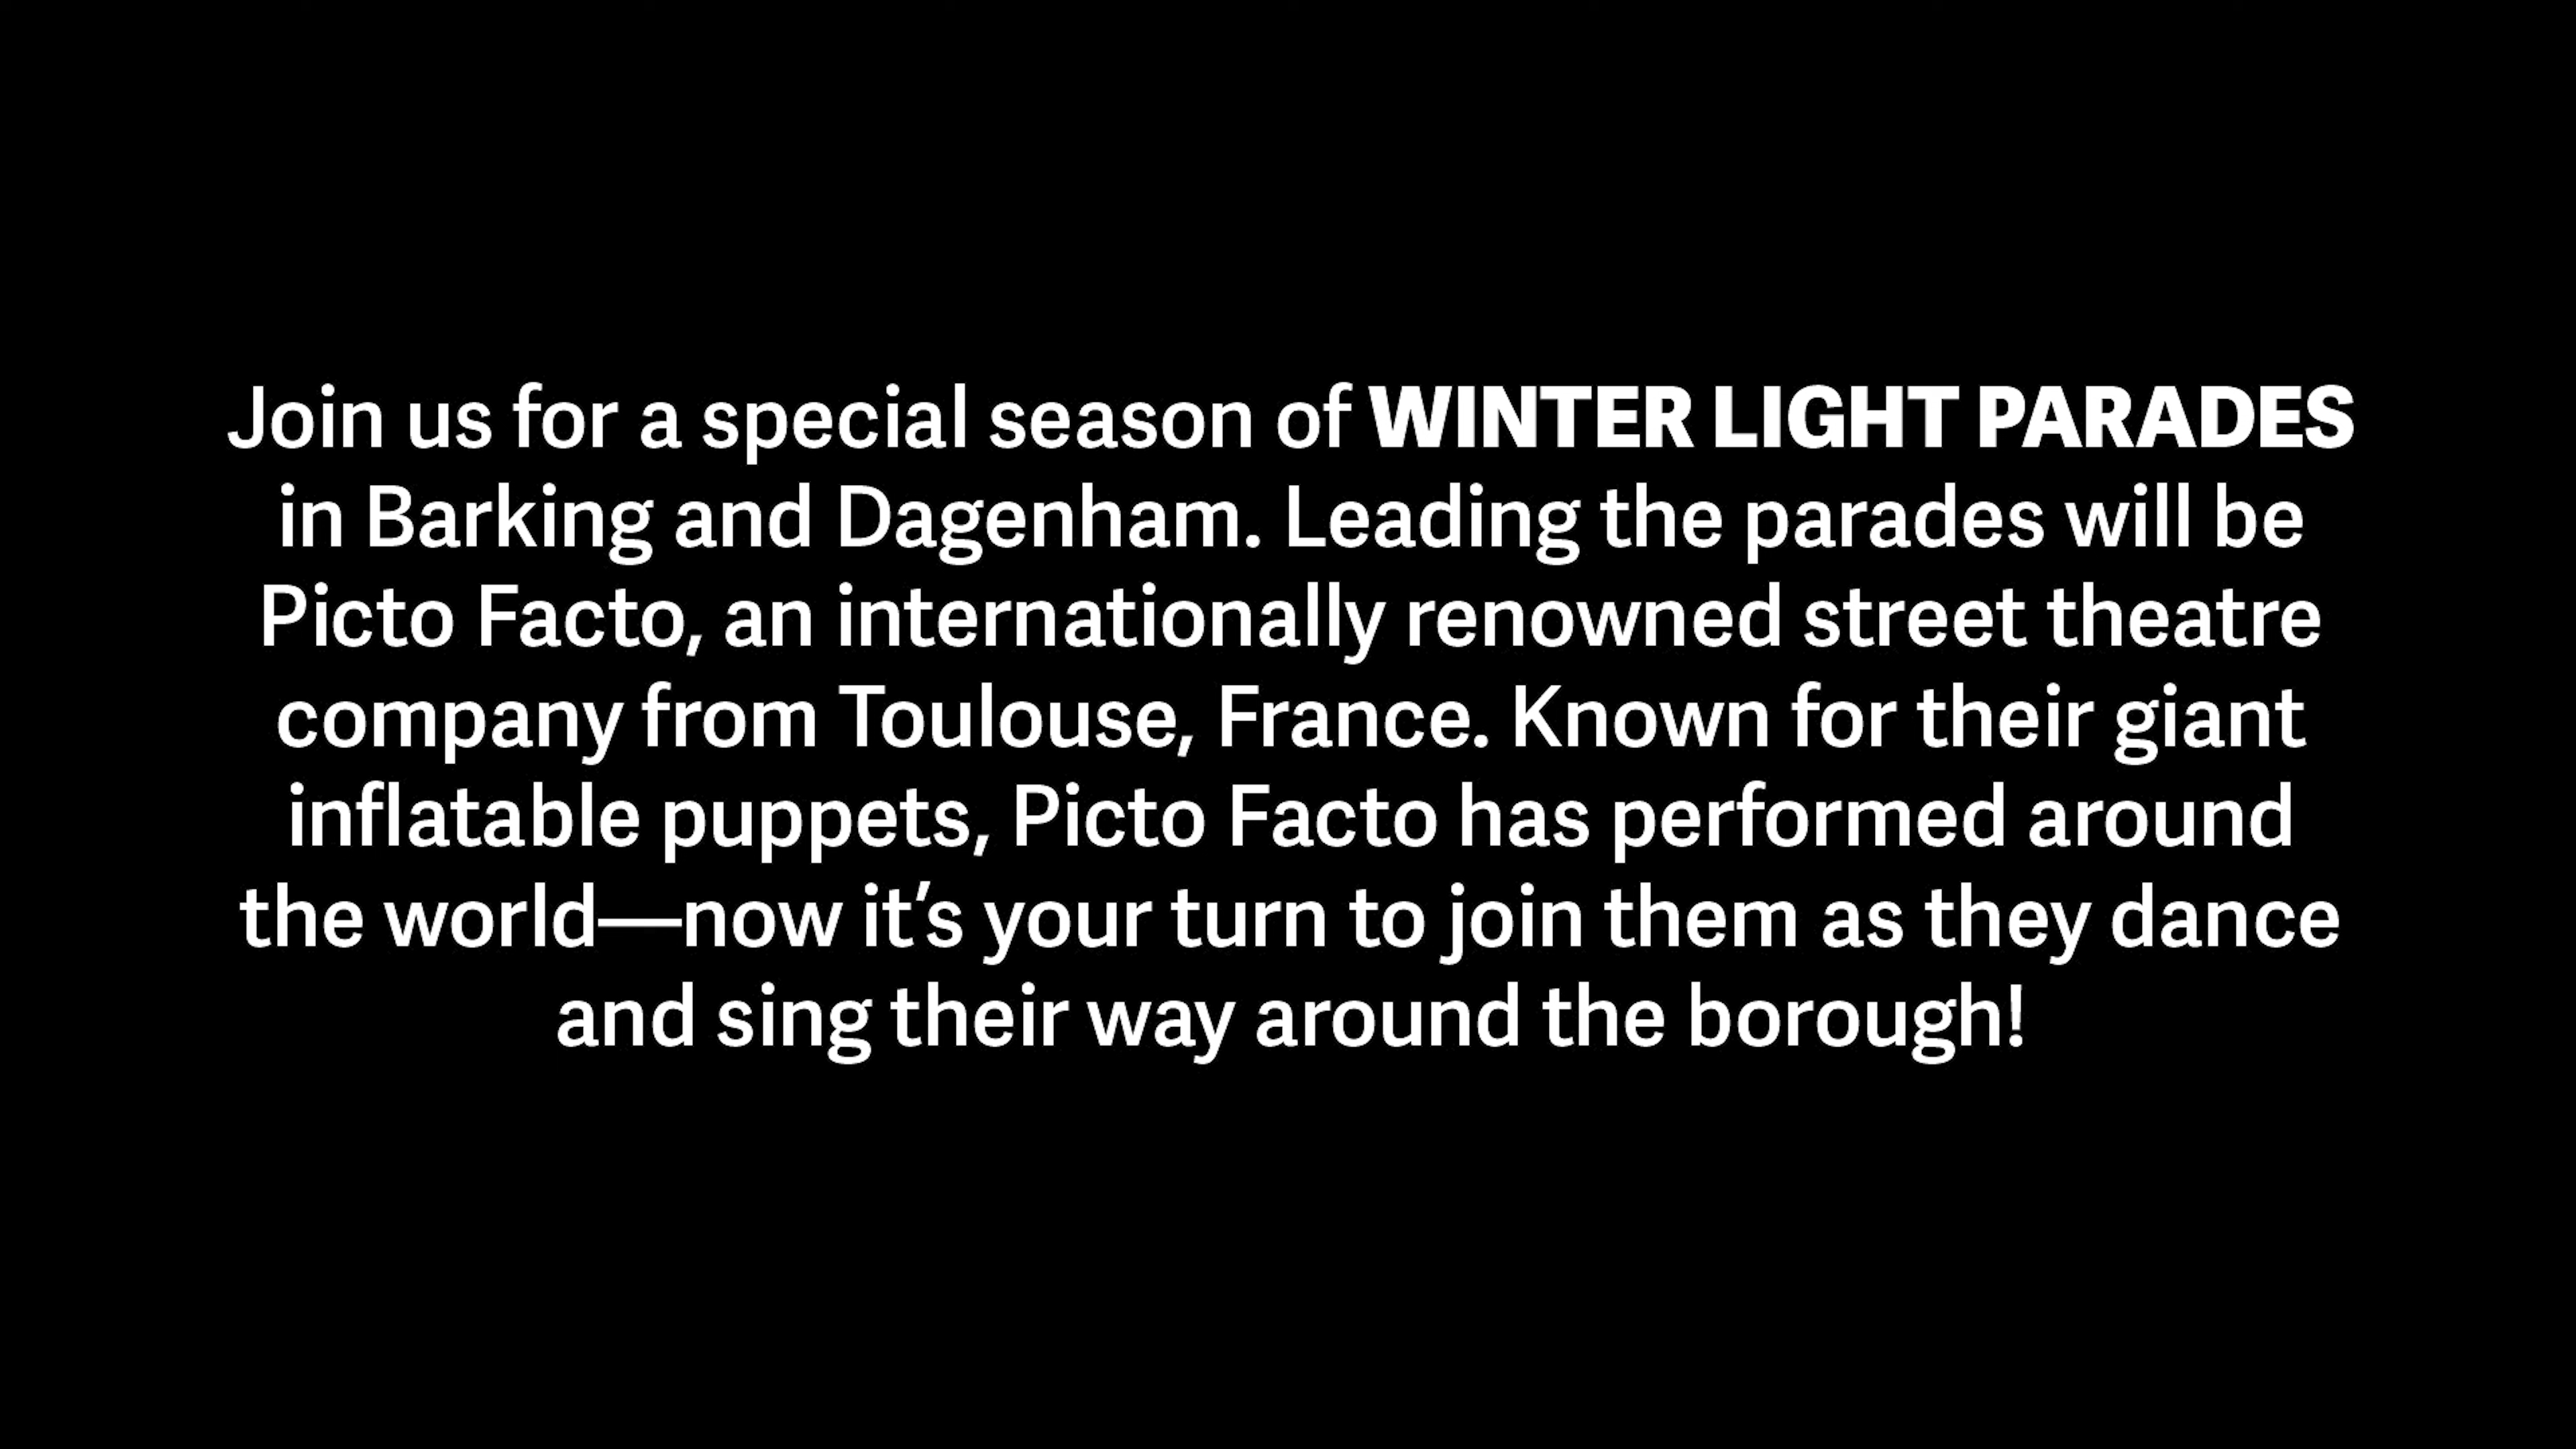 Join us for a special season of WINTER LIGHT PARADES
in Barking and Dagenham. Leading the parades will be
Picto Facto, an internationally renowned street theatre
company from Toulouse, France. Known for their giant
inflatable puppets, Picto Facto has performed around
the world—now it’s your turn to join them as they dance
and sing their way around the borough!